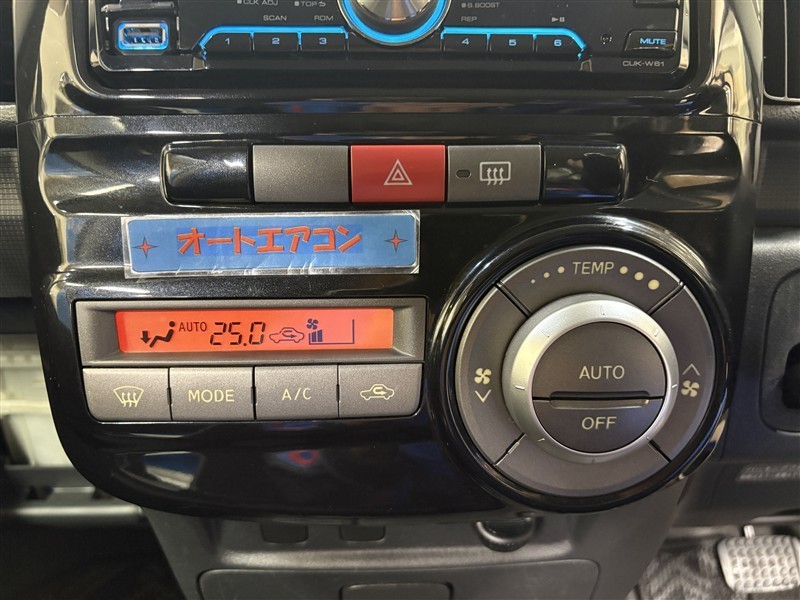 CLK ADJ TOP 5 B.BOOST
SCAN RDM REP
1 2 3 4 5 6 MUTE
CUK-W61
オートエアコン
TEMP
AUTO 25.0
AUTO
OFF
MODE A/C